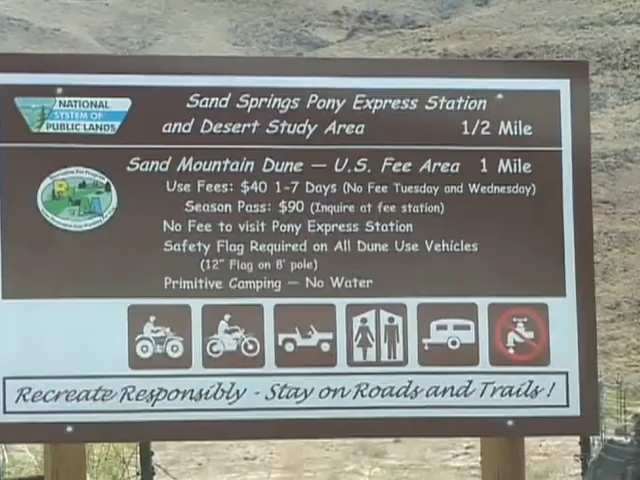 NATIONAL
SYSTEM OF
PUBLIC LANDS
Sand Springs Pony Express Station
and Desert Study Area 1/2 Mile
Sand Mountain Dune — U.S. Fee Area 1 Mile
Use Fees: $40 1-7 Days (No Fee Tuesday and Wednesday)
Season Pass: $90 (Inquire at fee station)
No Fee to visit Pony Express Station
Safety Flag Required on All Dune Use Vehicles
(12" Flag on 8' pole)
Primitive Camping — No Water
Recreate Responsibly - Stay on Roads and Trails!